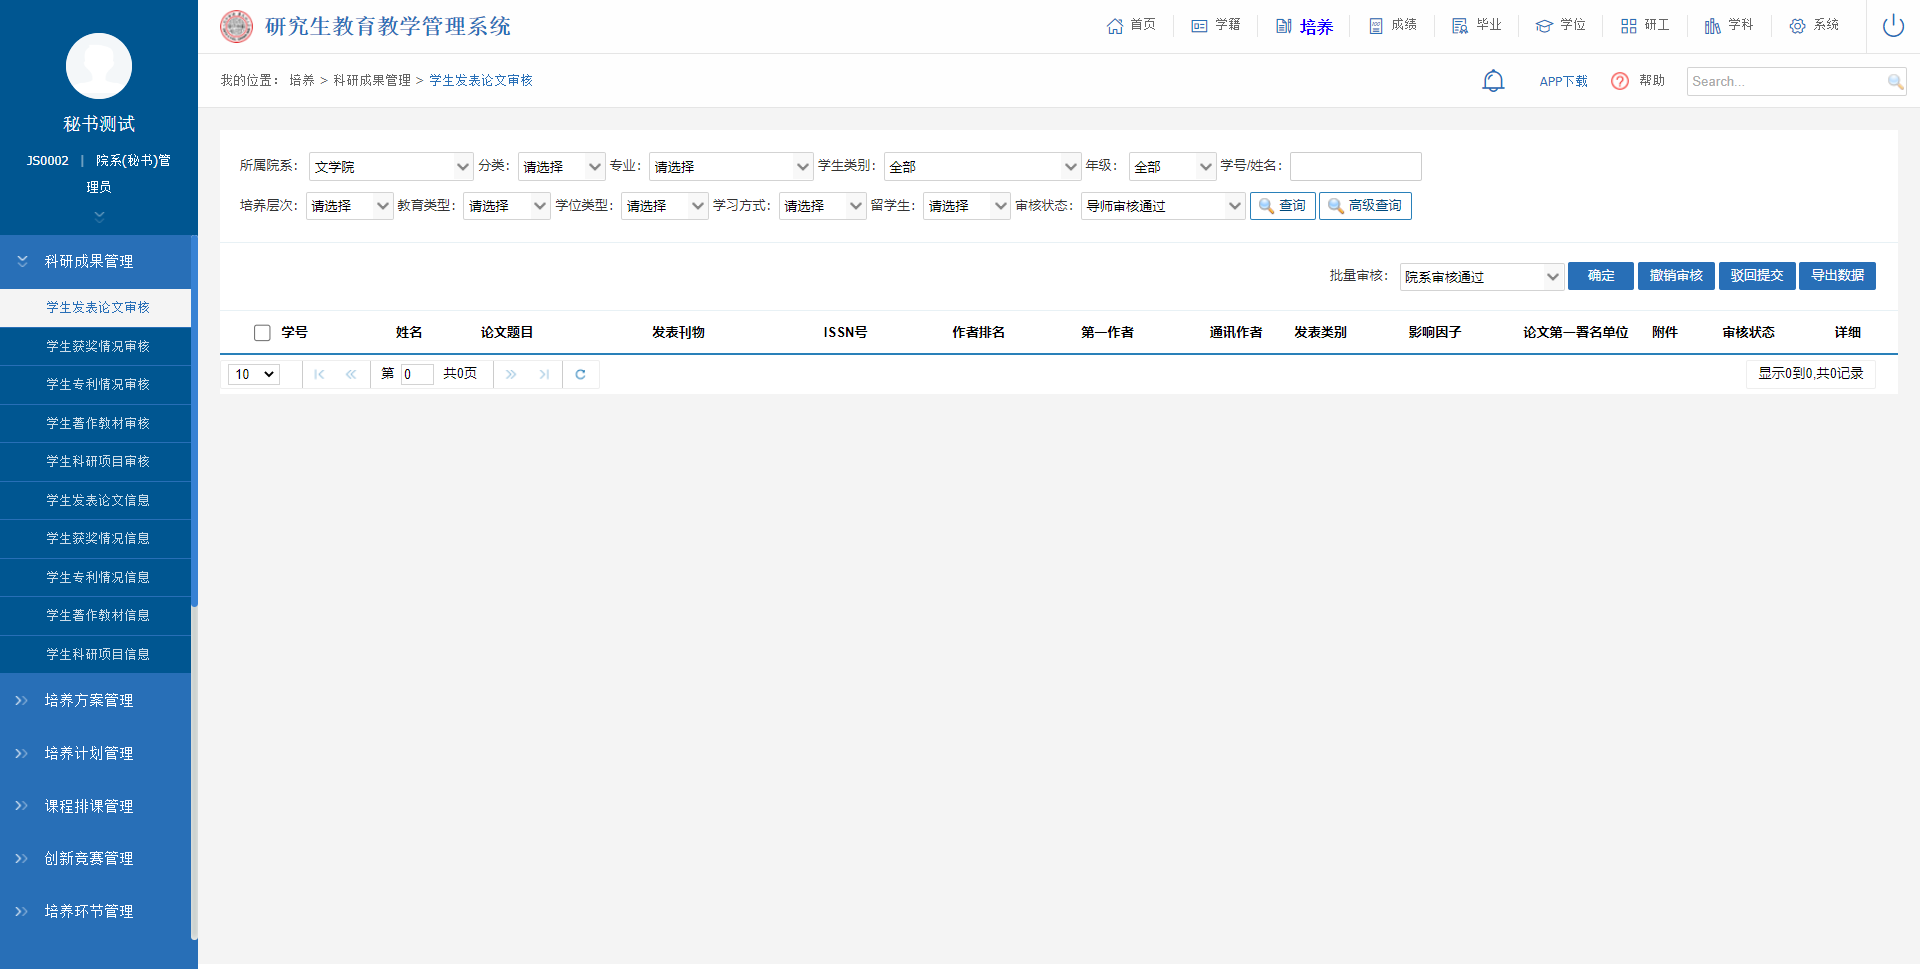 研究生教育教学管理系统
首页 学籍 培养 成绩 毕业 学位 研工 学科 系统
我的位置： 培养 > 科研成果管理 > 学生发表论文审核
APP下载 帮助 Search...
秘书测试
JS0002 | 院系(秘书)管
理员
科研成果管理
学生发表论文审核
学生获奖情况审核
学生专利情况审核
学生著作教材审核
学生科研项目审核
学生发表论文信息
学生获奖情况信息
学生专利情况信息
学生著作教材信息
学生科研项目信息
培养方案管理
培养计划管理
课程排课管理
创新竞赛管理
培养环节管理
所属院系： 文学院 分类： 请选择 专业： 请选择 学生类别： 全部 年级： 全部 学号/姓名：
培养层次： 请选择 教育类型： 请选择 学位类型： 请选择 学习方式： 请选择 留学生： 请选择 审核状态： 导师审核通过 查询 高级查询
批量审核： 院系审核通过 确定 撤销审核 驳回提交 导出数据
学号 姓名 论文题目 发表刊物 ISSN号 作者排名 第一作者 通讯作者 发表类别 影响因子 论文第一署名单位 附件 审核状态 详细
10 第 0 共0页 显示0到0,共0记录